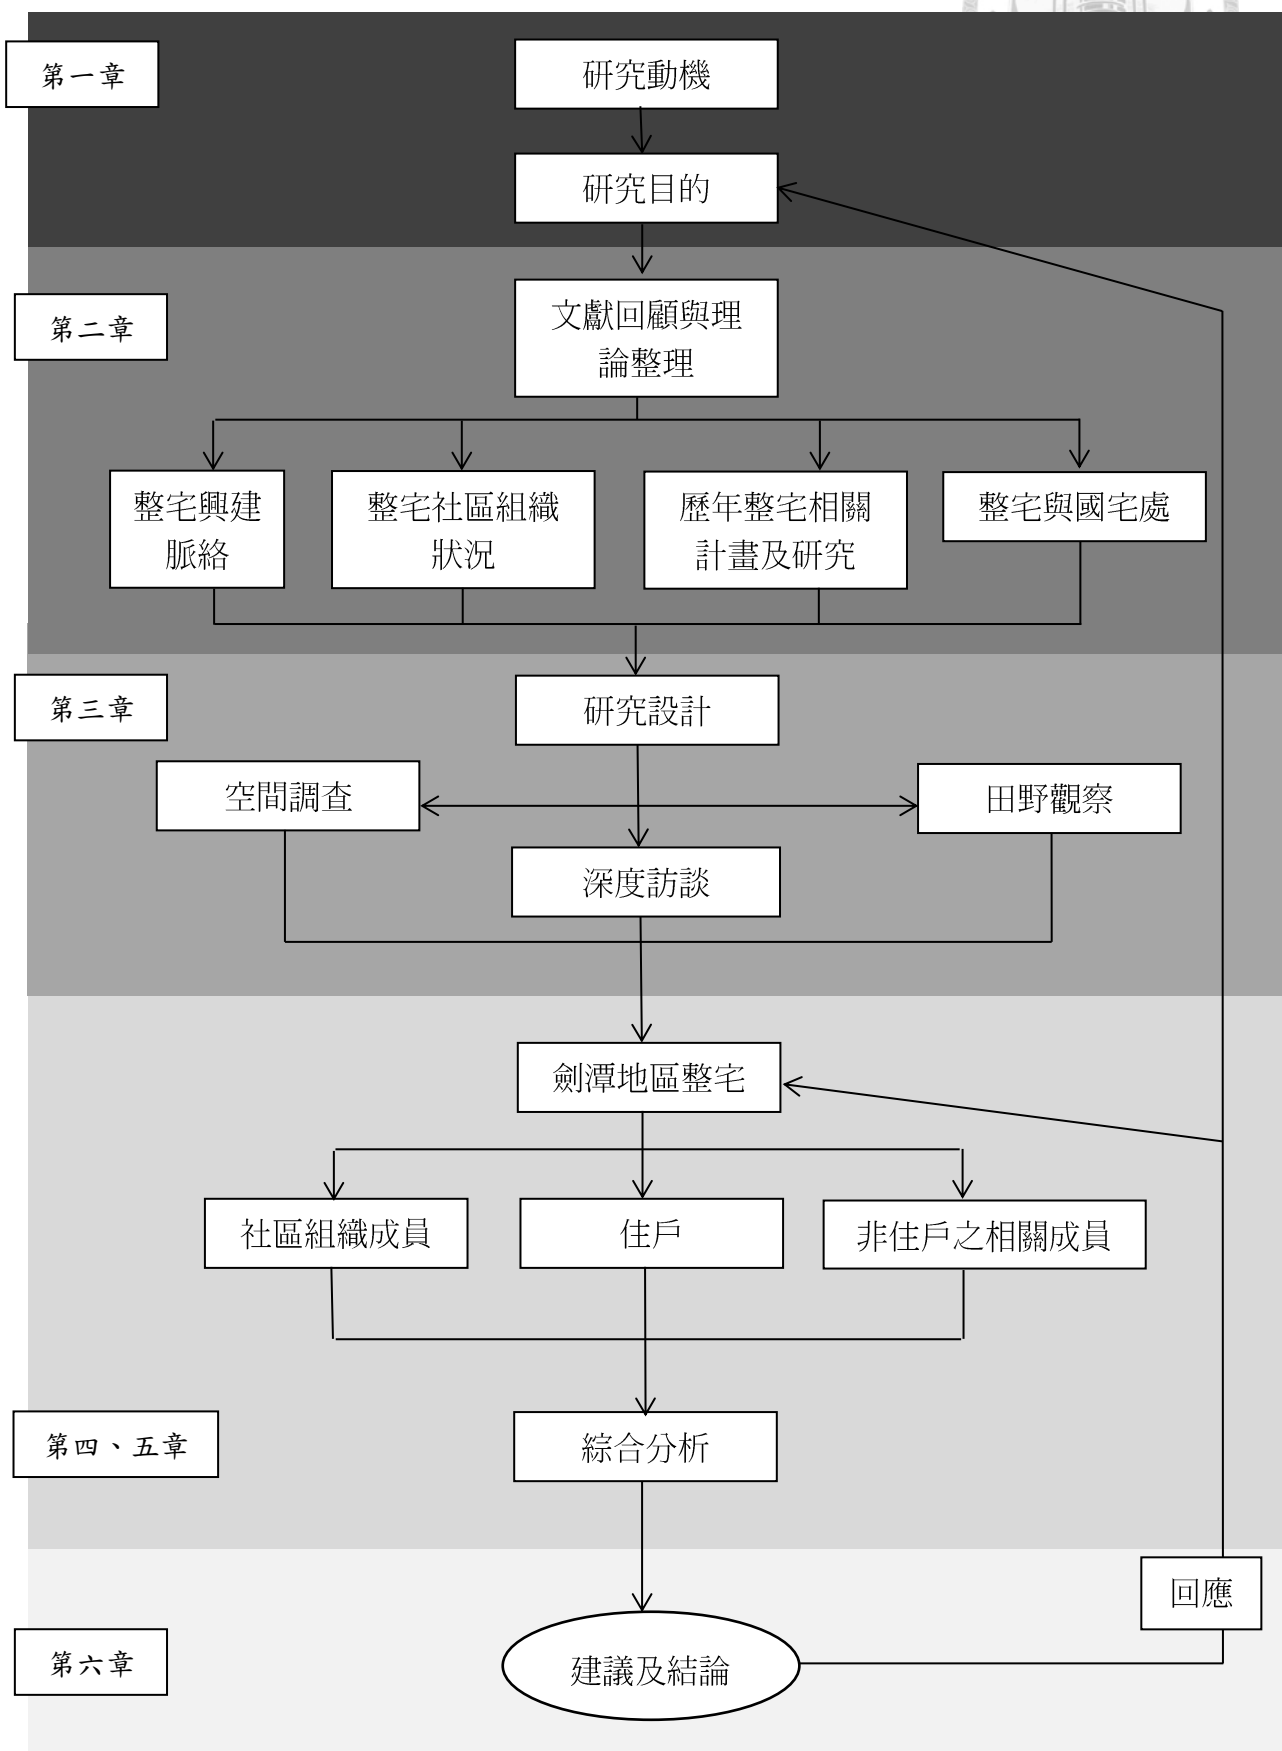 第一章
研究動機
研究目的
第二章
文獻回顧與理
論整理
整宅興建
脈絡
整宅社區組織
狀況
歷年整宅相關
計畫及研究
整宅與國宅處
第三章
研究設計
空間調查
田野觀察
深度訪談
劍潭地區整宅
社區組織成員
住戶
非住戶之相關成員
第四、五章
綜合分析
回應
第六章
建議及結論